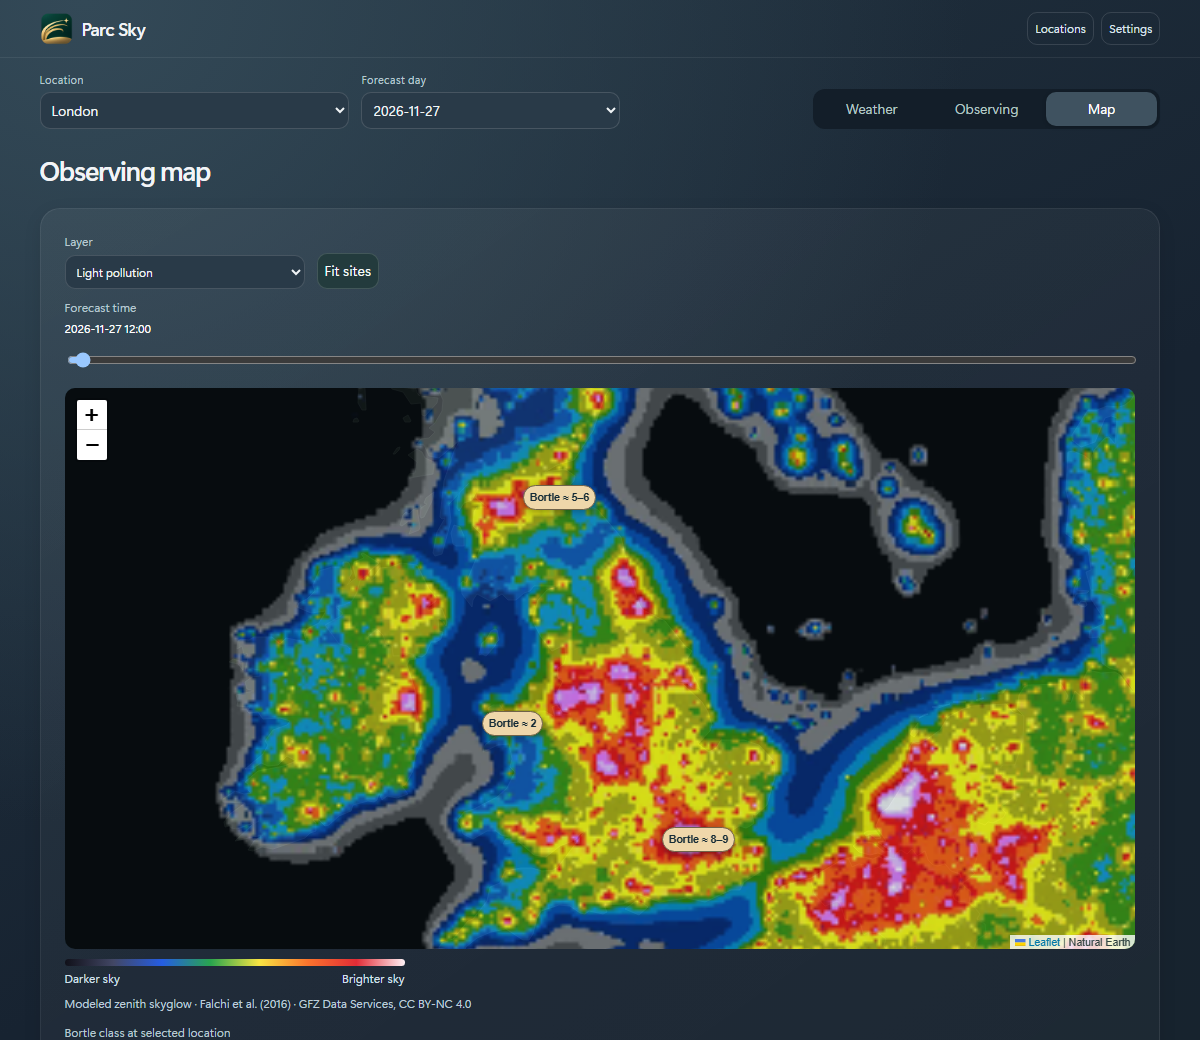 Parc Sky
Locations
Settings
Location
Forecast day
London
2026-11-27
Weather
Observing
Map
Observing map
Layer
Light pollution
Fit sites
Forecast time
2026-11-27 12:00
+
−
Bortle ≈ 5–6
Bortle ≈ 2
Bortle ≈ 8–9
Leaflet | Natural Earth
Darker sky
Brighter sky
Modeled zenith skyglow · Falchi et al. (2016) · GFZ Data Services, CC BY-NC 4.0
Bortle class at selected location